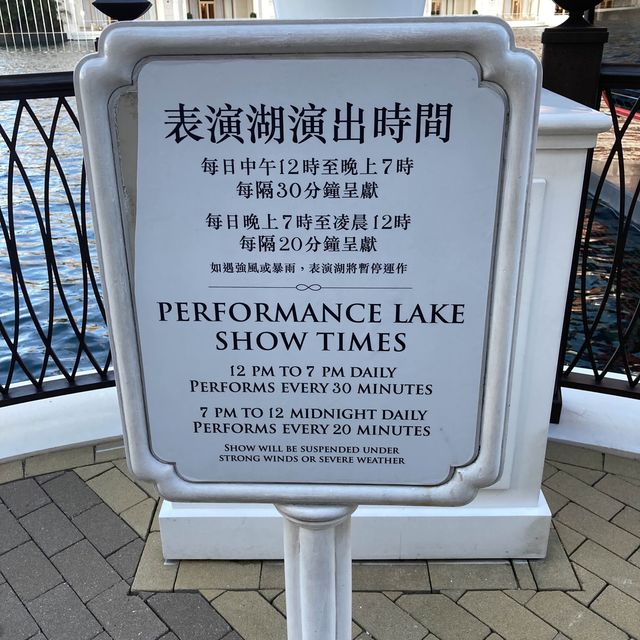 表演湖演出時間
每日中午12時至晚上7時
每隔30分鐘呈獻
每日晚上7時至凌晨12時
每隔20分鐘呈獻
如遇強風或暴雨，表演湖將暫停運作
PERFORMANCE LAKE
SHOW TIMES
12 PM TO 7 PM DAILY
PERFORMS EVERY 30 MINUTES
7 PM TO 12 MIDNIGHT DAILY
PERFORMS EVERY 20 MINUTES
SHOW WILL BE SUSPENDED UNDER
STRONG WINDS OR SEVERE WEATHER